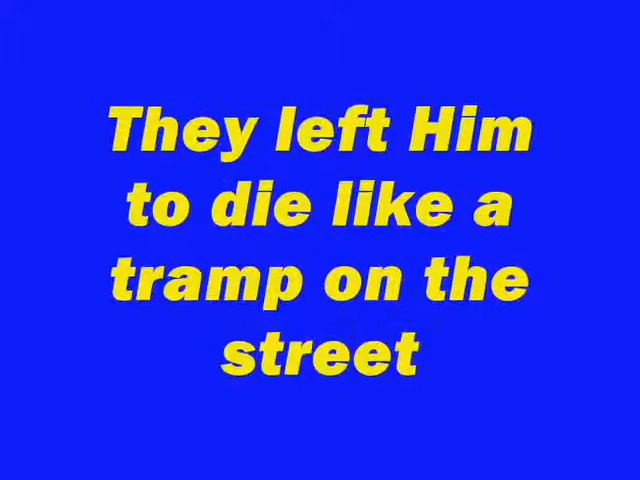 They left Him
to die like a
tramp on the
street